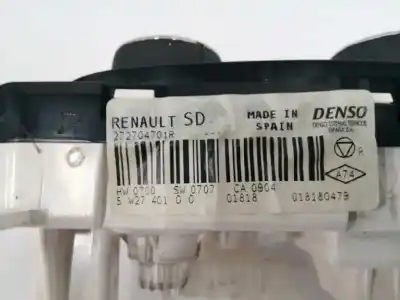 RENAULT SD
272704701R
MADE IN
SPAIN
DENSO
R
A74
HW 0700 SW 0707 CA 0904
5 W27 401 0 0 01818 018180479